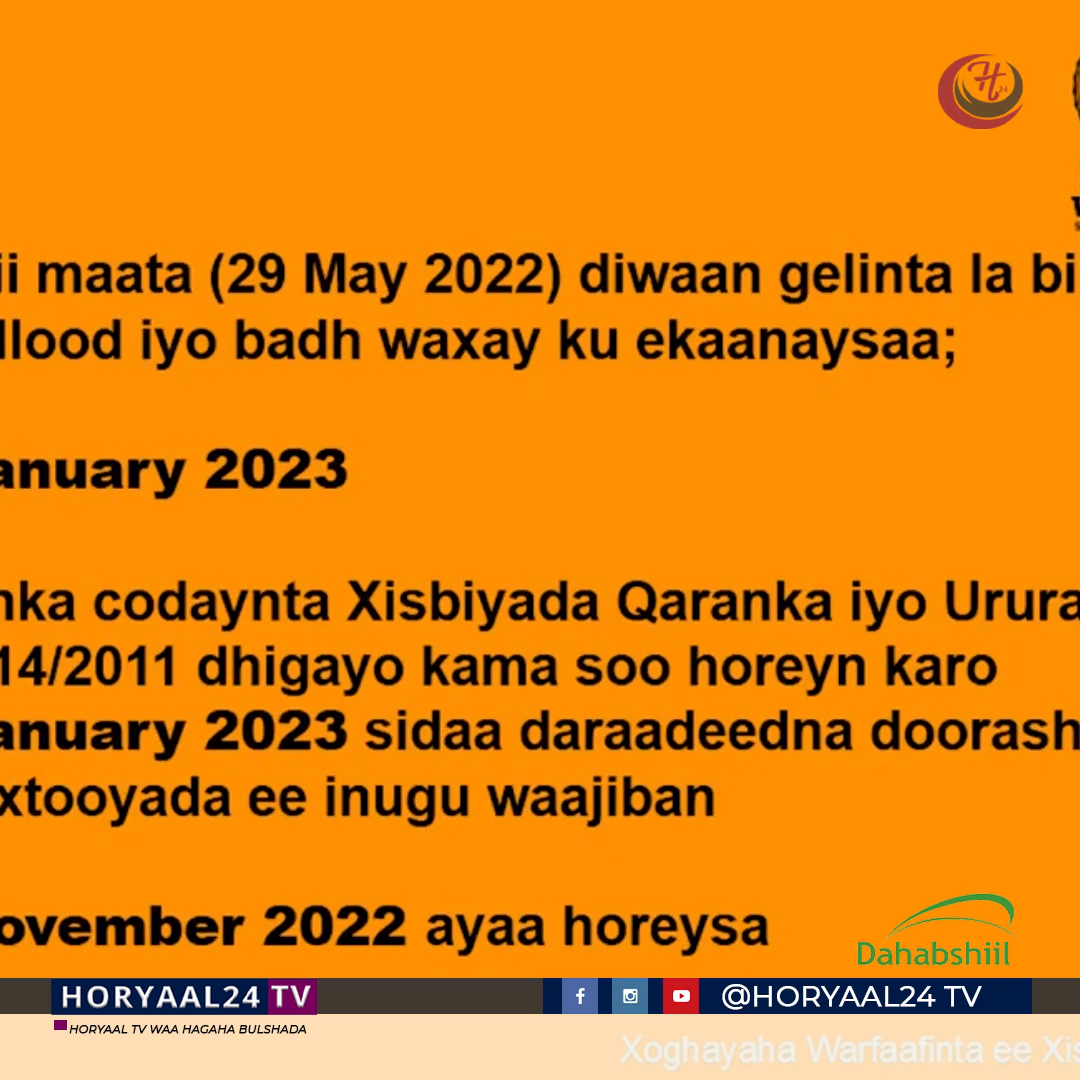 H24
ii maata (29 May 2022) diwaan gelinta la bi
llood iyo badh waxay ku ekaanaysaa;
anuary 2023
nka codaynta Xisbiyada Qaranka iyo Urura
14/2011 dhigayo kama soo horeyn karo
anuary 2023 sidaa daraadeedna doorash
xtooyada ee inugu waajiban
ovember 2022 ayaa horeysa
Dahabshiil
HORYAAL24 TV
@HORYAAL24 TV
HORYAAL TV WAA HAGAHA BULSHADA
Xoghayaha Warfaafinta ee Xis